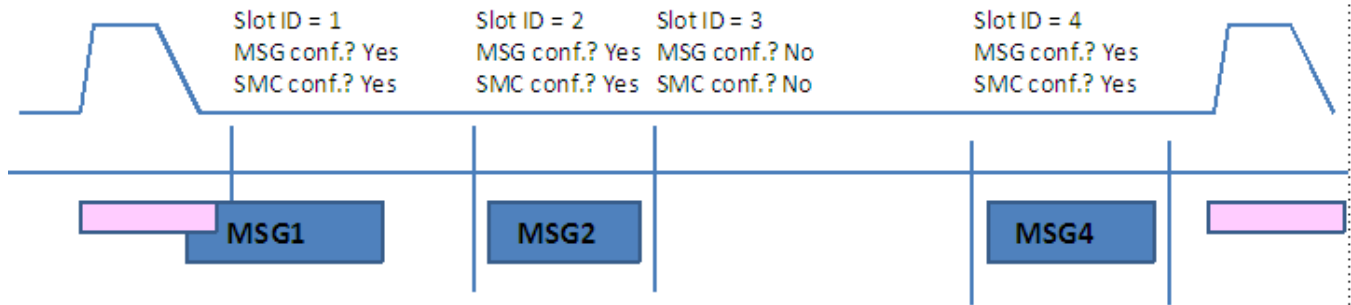 Slot ID = 1
MSG conf.? Yes
SMC conf.? Yes
Slot ID = 2
MSG conf.? Yes
SMC conf.? Yes
Slot ID = 3
MSG conf.? No
SMC conf.? No
Slot ID = 4
MSG conf.? Yes
SMC conf.? Yes
MSG1
MSG2
MSG4